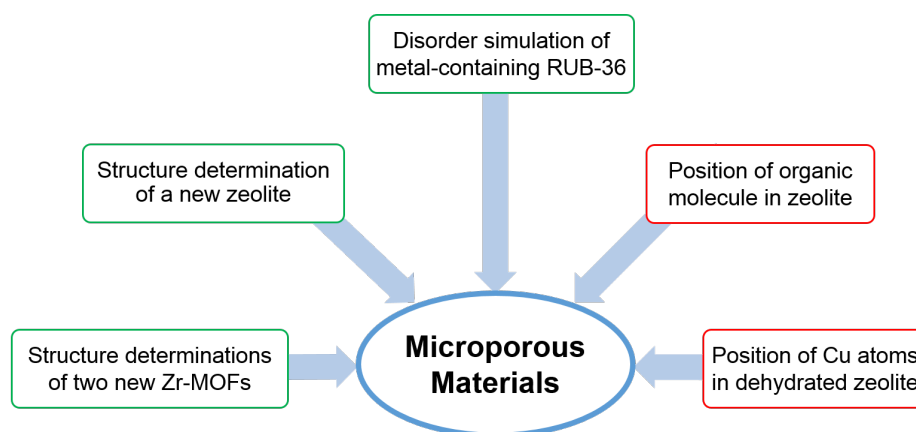 Disorder simulation of
metal-containing RUB-36
Structure determination
of a new zeolite
Position of organic
molecule in zeolite
Structure determinations
of two new Zr-MOFs
Microporous
Materials
Position of Cu atoms
in dehydrated zeolite